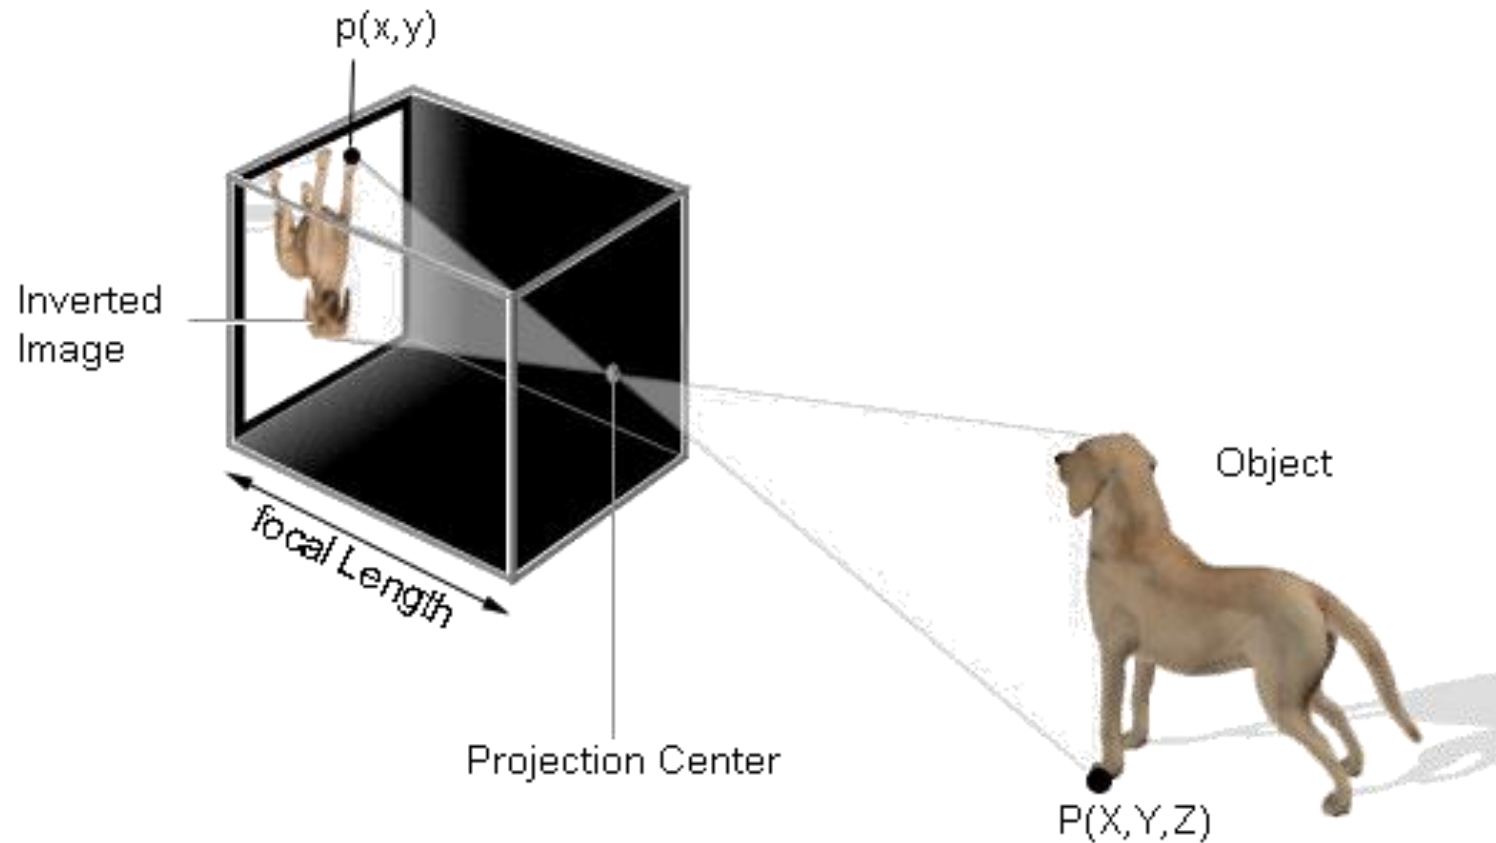 p(x,y)
Inverted
Image
Object
focal Length
Projection Center
P(X,Y,Z)